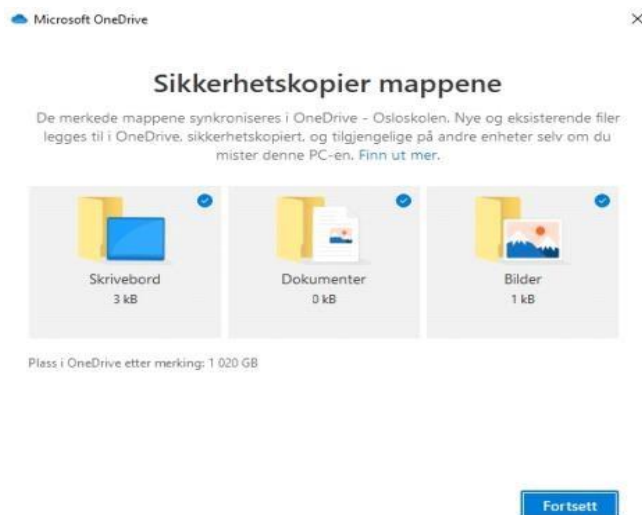 Microsoft OneDrive
Sikkerhetskopier mappene
De merkede mappene synkroniseres i OneDrive - Osloskolen. Nye og eksisterende filer
legges til i OneDrive, sikkerhetskopiert, og tilgjengelige på andre enheter selv om du
mister denne PC-en. Finn ut mer.
Skrivebord
3 kB
Dokumenter
0 kB
Bilder
1 kB
Plass i OneDrive etter merking: 1 020 GB
Fortsett